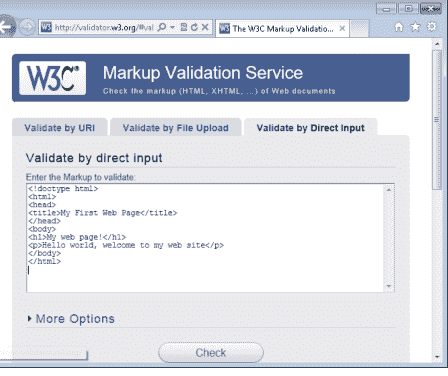 http://validator.w3.org/#val
The W3C Markup Validatio...
W3C®
Markup Validation Service
Check the markup (HTML, XHTML, ...) of Web documents
Validate by URI
Validate by File Upload
Validate by Direct Input
Validate by direct input
Enter the Markup to validate:
<!doctype html>
<html>
<head>
<title>My First Web Page</title>
</head>
<body>
<h1>My web page!</h1>
<p>Hello world, welcome to my web site</p>
</body>
</html>
More Options
Check